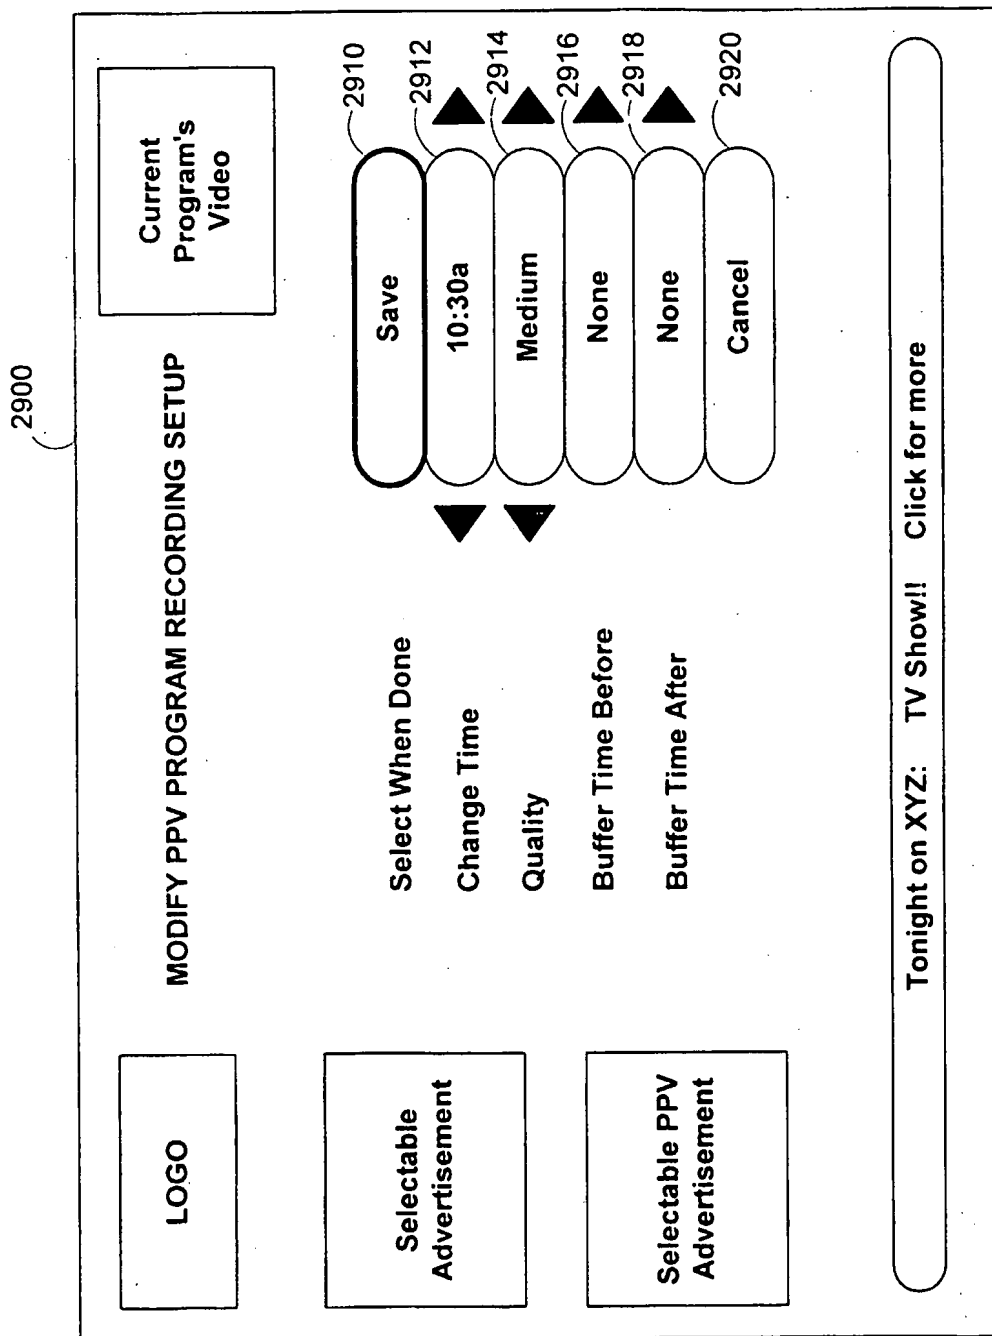 2900
LOGO
MODIFY PPV PROGRAM RECORDING SETUP
Current
Program's
Video
Selectable
Advertisement
Selectable PPV
Advertisement
Select When Done
Save
2910
Change Time
10:30a
2912
Quality
Medium
2914
Buffer Time Before
None
2916
Buffer Time After
None
2918
Cancel
2920
Tonight on XYZ: TV Show!! Click for more